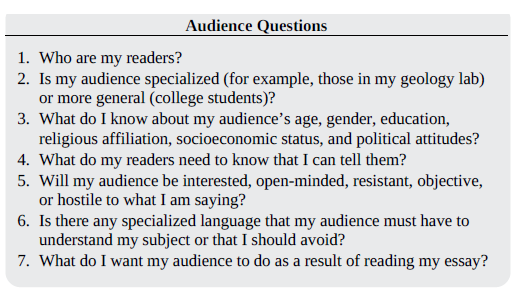 Audience Questions
1. Who are my readers?
2. Is my audience specialized (for example, those in my geology lab)
or more general (college students)?
3. What do I know about my audience’s age, gender, education,
religious affiliation, socioeconomic status, and political attitudes?
4. What do my readers need to know that I can tell them?
5. Will my audience be interested, open-minded, resistant, objective,
or hostile to what I am saying?
6. Is there any specialized language that my audience must have to
understand my subject or that I should avoid?
7. What do I want my audience to do as a result of reading my essay?